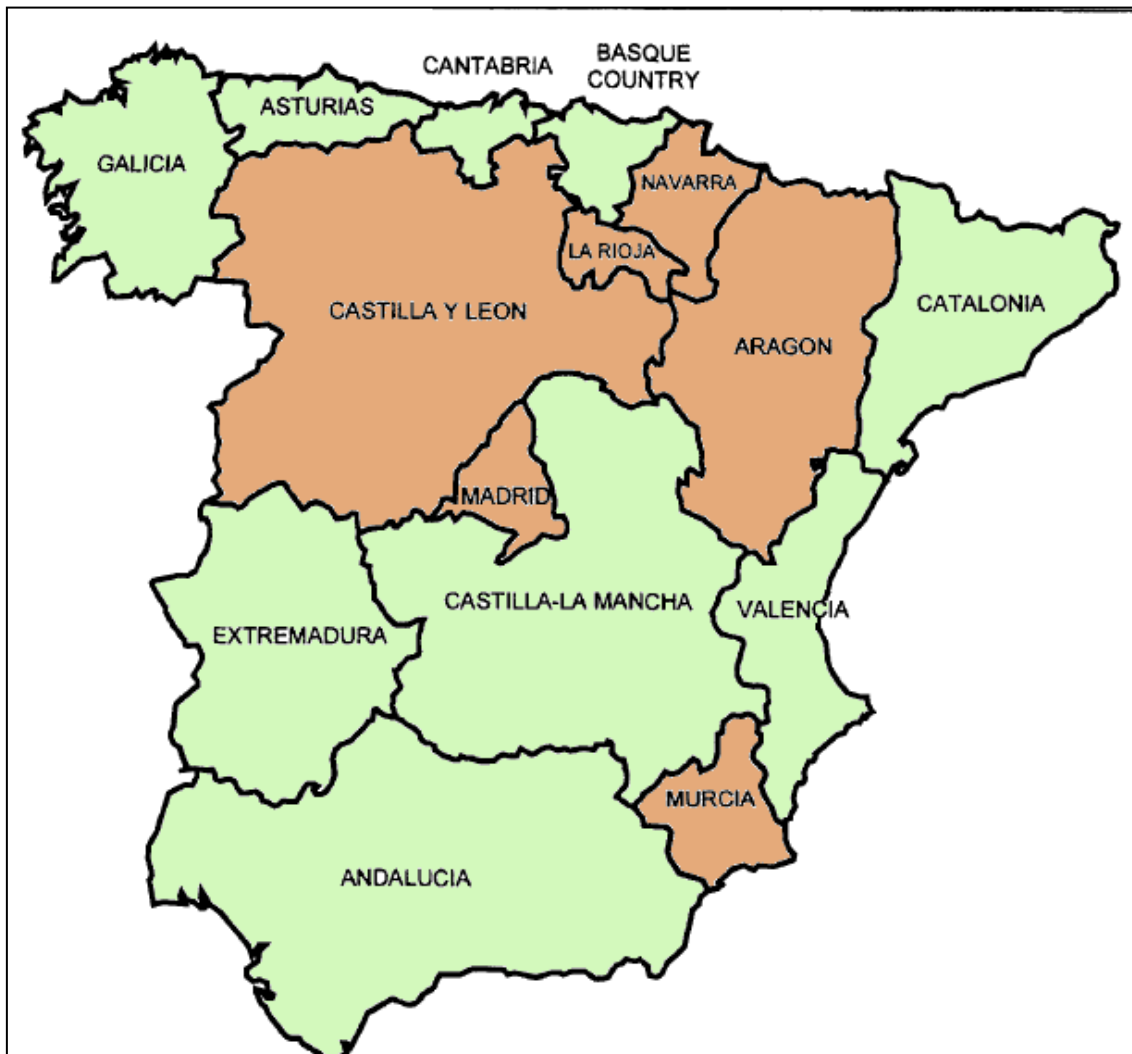 BASQUE
COUNTRY
CANTABRIA
ASTURIAS
GALICIA
NAVARRA
LA RIOJA
CATALONIA
CASTILLA Y LEON
ARAGON
MADRID
CASTILLA-LA MANCHA
VALENCIA
EXTREMADURA
MURCIA
ANDALUCIA